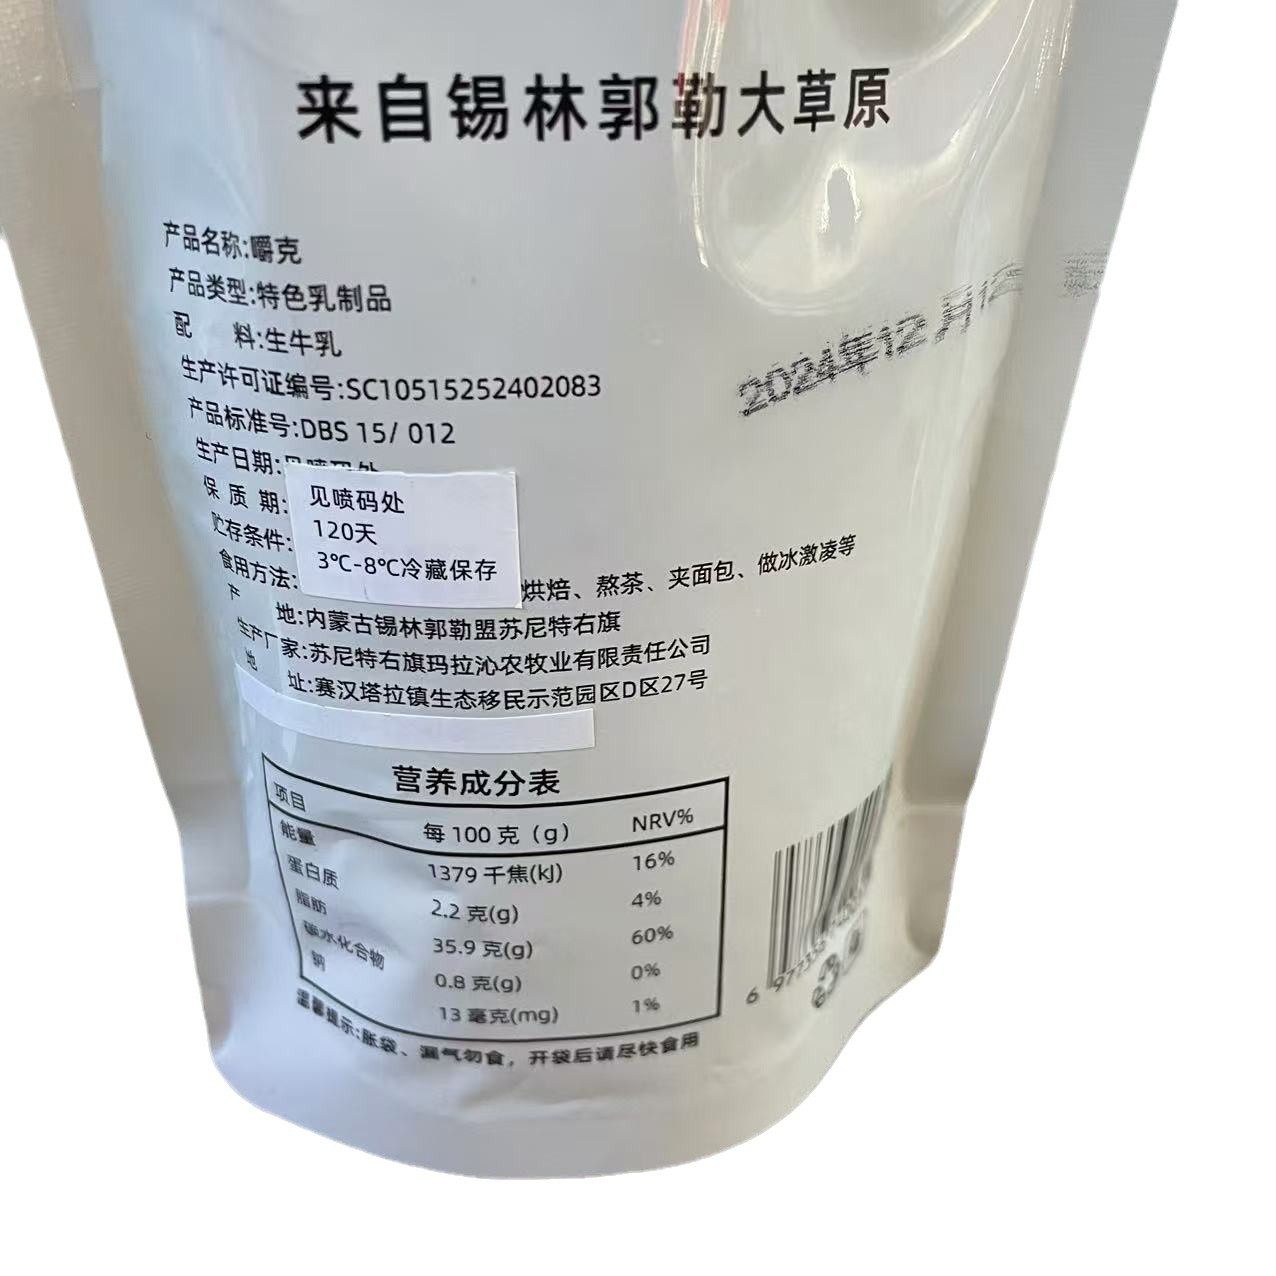 来自锡林郭勒大草原
产品名称:嚼克
产品类型:特色乳制品
配 料:生牛乳
生产许可证编号:SC10515252402083
产品标准号:DBS 15/ 012
生产日期:见喷码处
保 质 期:
贮存条件:
见喷码处
120天
3℃-8℃冷藏保存
食用方法:
烘焙、熬茶、夹面包、做冰激凌等
产 地:内蒙古锡林郭勒盟苏尼特右旗
生产厂家:苏尼特右旗玛拉沁农牧业有限责任公司
地 址:赛汉塔拉镇生态移民示范园区D区27号
2024年12月
营养成分表
项目 每 100 克（g） NRV%
能量 1379 千焦(kJ) 16%
蛋白质 2.2 克(g) 4%
脂肪 35.9 克(g) 60%
碳水化合物 0.8 克(g) 0%
钠 13 毫克(mg) 1%
温馨提示:胀袋、漏气勿食，开袋后请尽快食用